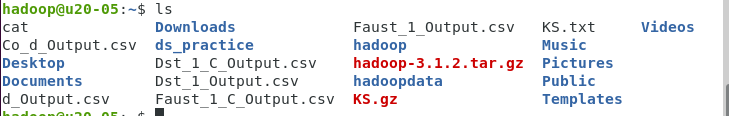 hadoop@u20-05:~$ ls
cat Downloads Faust_1_Output.csv KS.txt Videos
Co_d_Output.csv ds_practice hadoop Music
Desktop Dst_1_C_Output.csv hadoop-3.1.2.tar.gz Pictures
Documents Dst_1_Output.csv hadoopdata Public
d_Output.csv Faust_1_C_Output.csv KS.gz Templates
hadoop@u20-05:~$